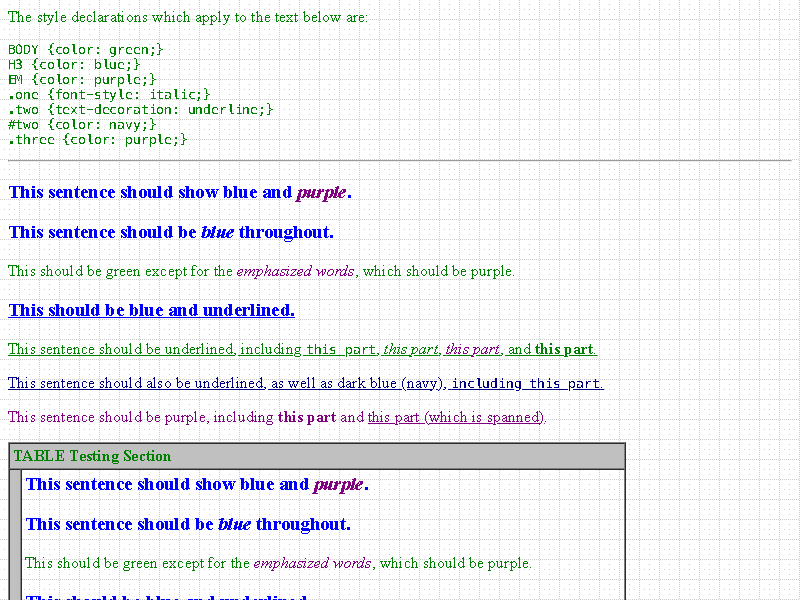 The style declarations which apply to the text below are:
BODY {color: green;}
H3 {color: blue;}
EM {color: purple;}
.one {font-style: italic;}
.two {text-decoration: underline;}
#two {color: navy;}
.three {color: purple;}
This sentence should show blue and purple.
This sentence should be blue throughout.
This should be green except for the emphasized words, which should be purple.
This should be blue and underlined.
This sentence should be underlined, including this part, this part, this part, and this part.
This sentence should also be underlined, as well as dark blue (navy), including this part.
This sentence should be purple, including this part and this part (which is spanned).
TABLE Testing Section
This sentence should show blue and purple.
This sentence should be blue throughout.
This should be green except for the emphasized words, which should be purple.
This should be blue and underlined.